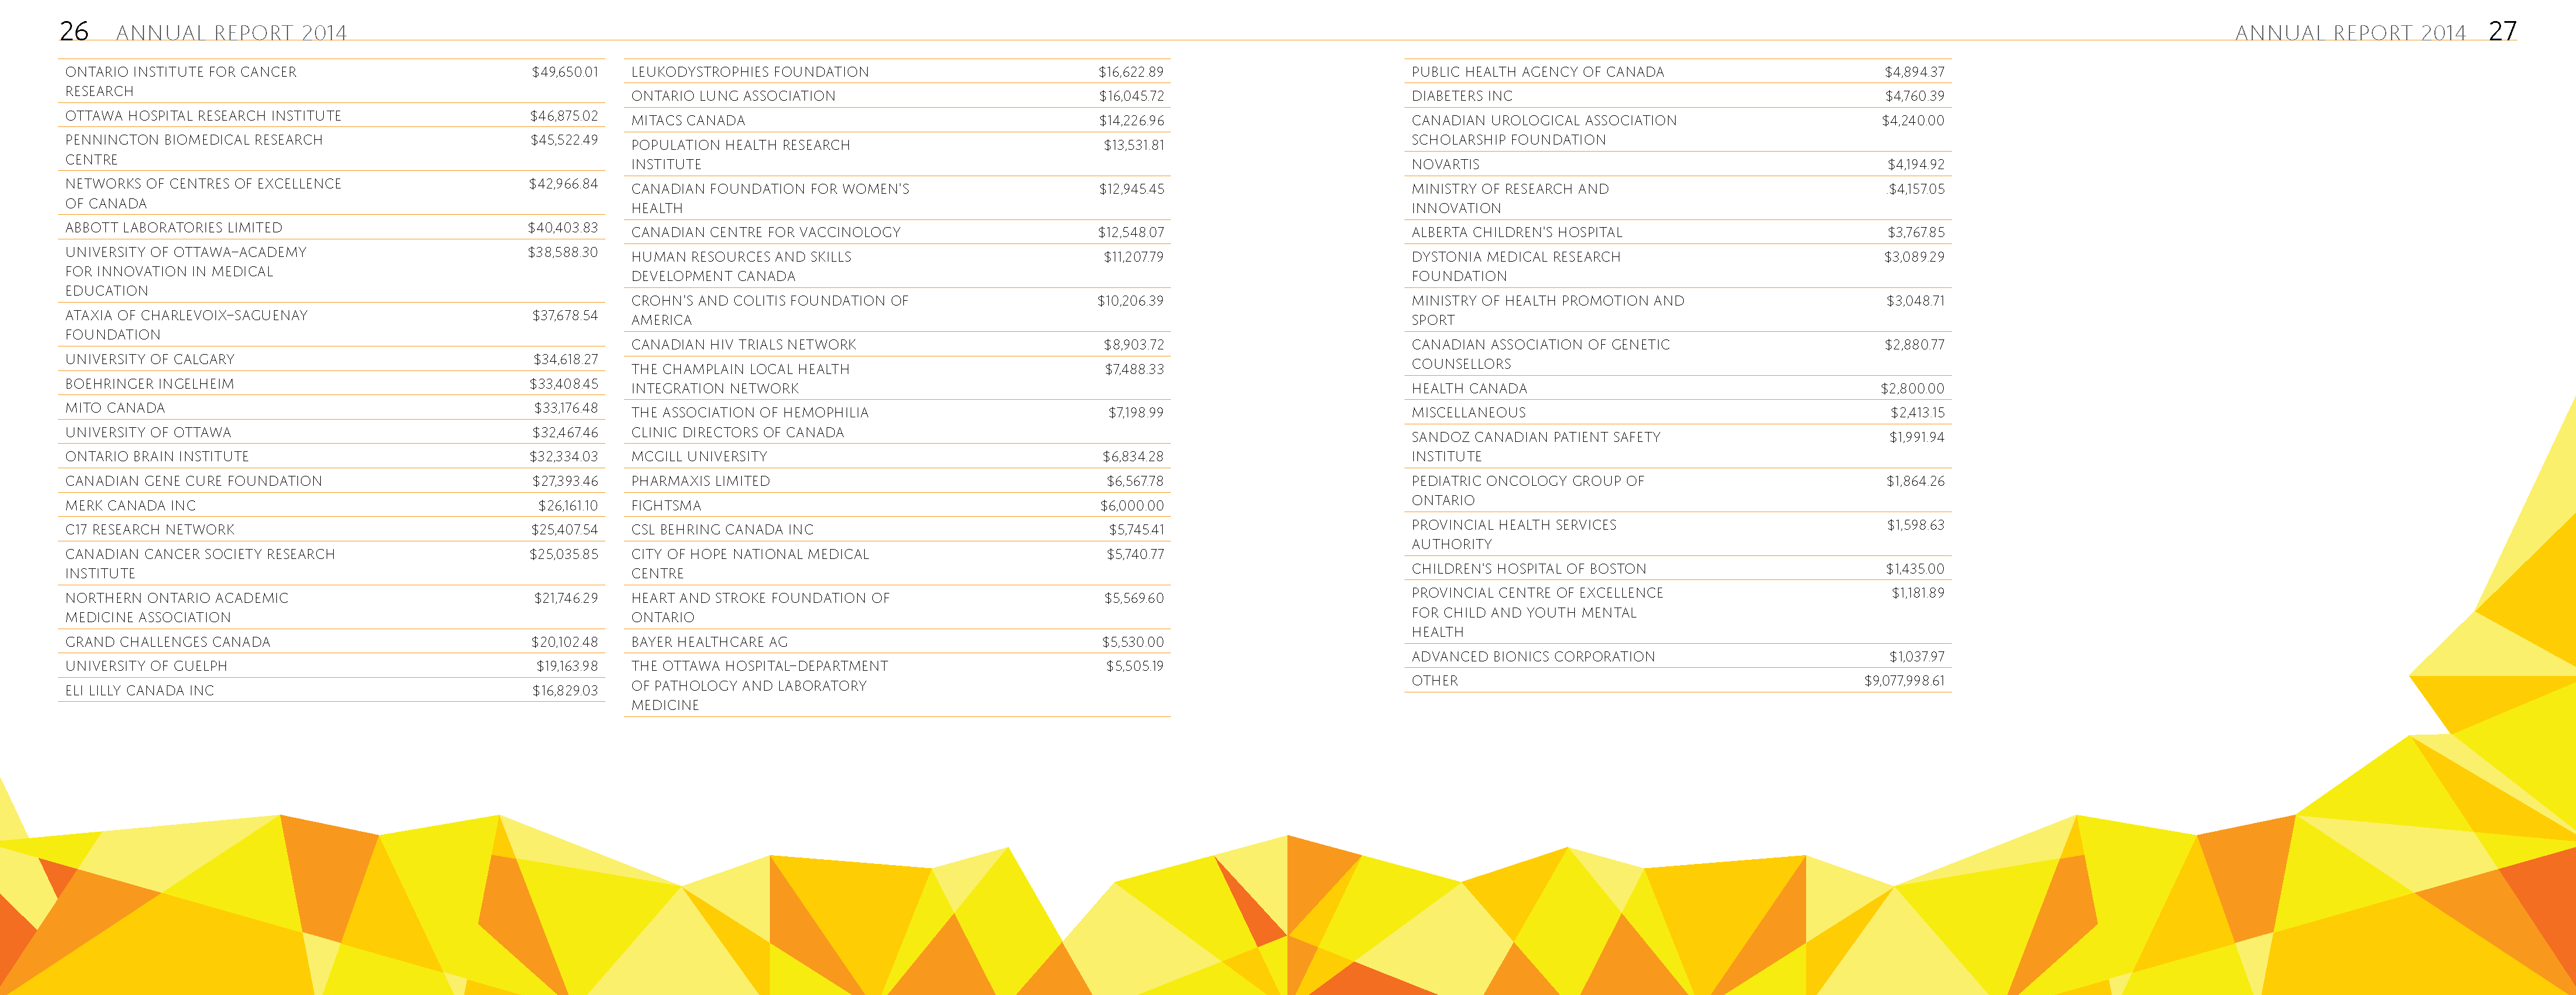 26 ANNUAL REPORT 2014
ANNUAL REPORT 2014 27
ONTARIO INSTITUTE FOR CANCER $49,650.01
RESEARCH
OTTAWA HOSPITAL RESEARCH INSTITUTE $46,875.02
PENNINGTON BIOMEDICAL RESEARCH $45,522.49
CENTRE
NETWORKS OF CENTRES OF EXCELLENCE $42,966.84
OF CANADA
ABBOTT LABORATORIES LIMITED $40,403.83
UNIVERSITY OF OTTAWA–ACADEMY $38,588.30
FOR INNOVATION IN MEDICAL
EDUCATION
ATAXIA OF CHARLEVOIX–SAGUENAY $37,678.54
FOUNDATION
UNIVERSITY OF CALGARY $34,618.27
BOEHRINGER INGELHEIM $33,408.45
MITO CANADA $33,176.48
UNIVERSITY OF OTTAWA $32,467.46
ONTARIO BRAIN INSTITUTE $32,334.03
CANADIAN GENE CURE FOUNDATION $27,393.46
MERK CANADA INC $26,161.10
C17 RESEARCH NETWORK $25,407.54
CANADIAN CANCER SOCIETY RESEARCH $25,035.85
INSTITUTE
NORTHERN ONTARIO ACADEMIC $21,746.29
MEDICINE ASSOCIATION
GRAND CHALLENGES CANADA $20,102.48
UNIVERSITY OF GUELPH $19,163.98
ELI LILLY CANADA INC $16,829.03
LEUKODYSTROPHIES FOUNDATION $16,622.89
ONTARIO LUNG ASSOCIATION $16,045.72
MITACS CANADA $14,226.96
POPULATION HEALTH RESEARCH $13,531.81
INSTITUTE
CANADIAN FOUNDATION FOR WOMEN'S $12,945.45
HEALTH
CANADIAN CENTRE FOR VACCINOLOGY $12,548.07
HUMAN RESOURCES AND SKILLS $11,207.79
DEVELOPMENT CANADA
CROHN'S AND COLITIS FOUNDATION OF $10,206.39
AMERICA
CANADIAN HIV TRIALS NETWORK $8,903.72
THE CHAMPLAIN LOCAL HEALTH $7,488.33
INTEGRATION NETWORK
THE ASSOCIATION OF HEMOPHILIA $7,198.99
CLINIC DIRECTORS OF CANADA
MCGILL UNIVERSITY $6,834.28
PHARMAXIS LIMITED $6,567.78
FIGHTSMA $6,000.00
CSL BEHRING CANADA INC $5,745.41
CITY OF HOPE NATIONAL MEDICAL $5,740.77
CENTRE
HEART AND STROKE FOUNDATION OF $5,569.60
ONTARIO
BAYER HEALTHCARE AG $5,530.00
THE OTTAWA HOSPITAL–DEPARTMENT $5,505.19
OF PATHOLOGY AND LABORATORY
MEDICINE
PUBLIC HEALTH AGENCY OF CANADA $4,894.37
DIABETERS INC $4,760.39
CANADIAN UROLOGICAL ASSOCIATION $4,240.00
SCHOLARSHIP FOUNDATION
NOVARTIS $4,194.92
MINISTRY OF RESEARCH AND .$4,157.05
INNOVATION
ALBERTA CHILDREN'S HOSPITAL $3,767.85
DYSTONIA MEDICAL RESEARCH $3,089.29
FOUNDATION
MINISTRY OF HEALTH PROMOTION AND $3,048.71
SPORT
CANADIAN ASSOCIATION OF GENETIC $2,880.77
COUNSELLORS
HEALTH CANADA $2,800.00
MISCELLANEOUS $2,413.15
SANDOZ CANADIAN PATIENT SAFETY $1,991.94
INSTITUTE
PEDIATRIC ONCOLOGY GROUP OF $1,864.26
ONTARIO
PROVINCIAL HEALTH SERVICES $1,598.63
AUTHORITY
CHILDREN'S HOSPITAL OF BOSTON $1,435.00
PROVINCIAL CENTRE OF EXCELLENCE $1,181.89
FOR CHILD AND YOUTH MENTAL
HEALTH
ADVANCED BIONICS CORPORATION $1,037.97
OTHER $9,077,998.61